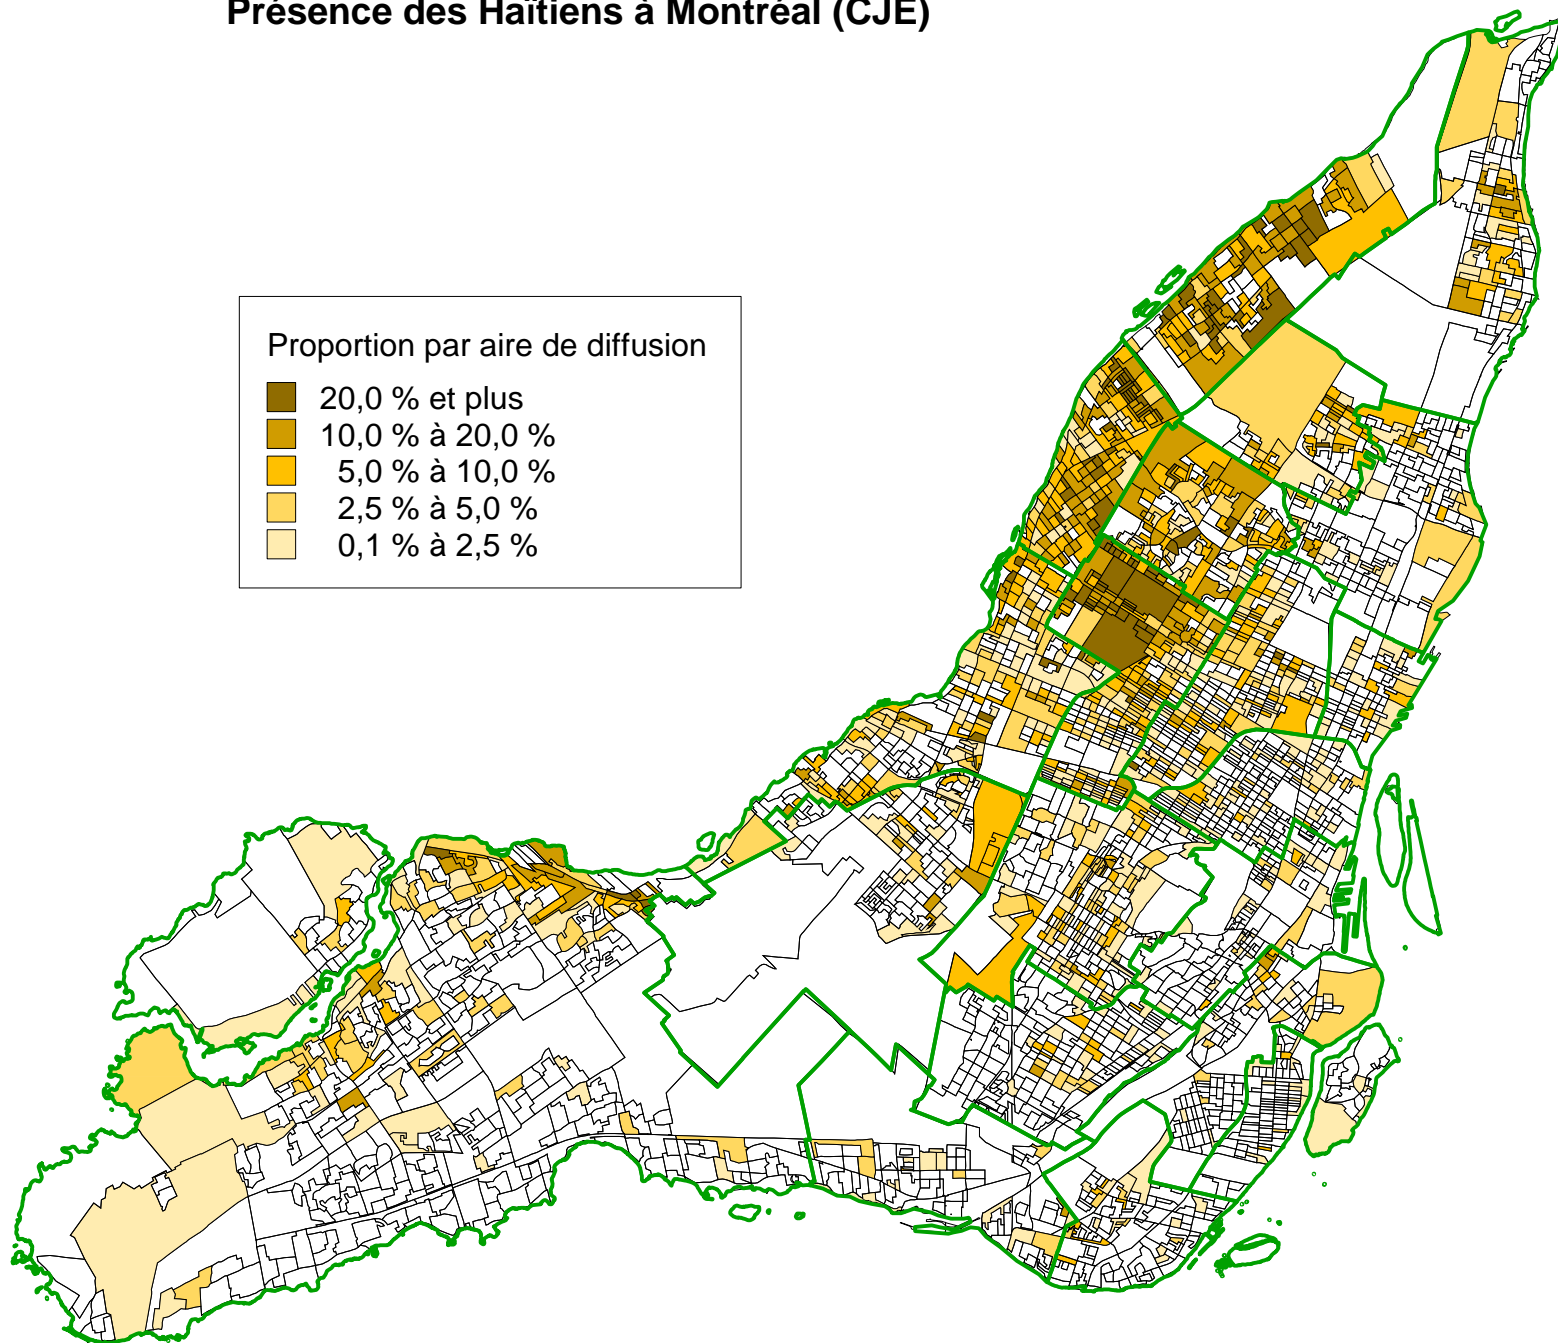 Présence des Haïtiens à Montréal (CJE)
Proportion par aire de diffusion
20,0 % et plus
10,0 % à 20,0 %
5,0 % à 10,0 %
2,5 % à 5,0 %
0,1 % à 2,5 %